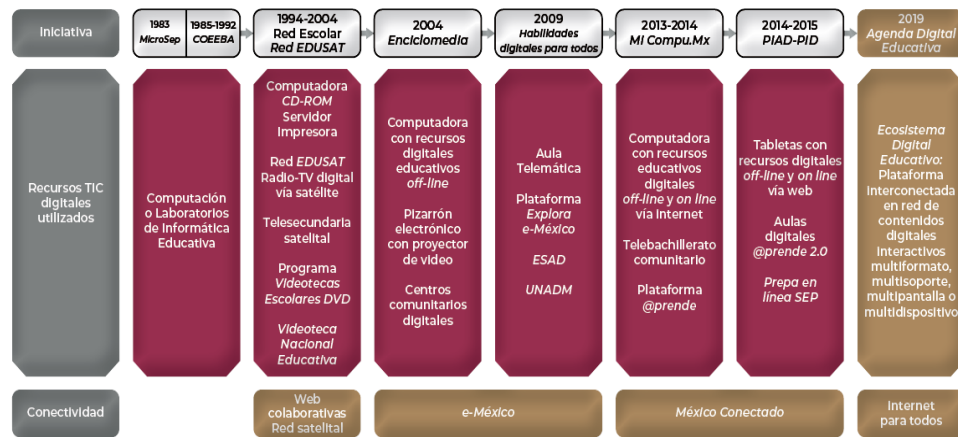 Iniciativa
1983
MicroSep
1985-1992
COEEBA
1994-2004
Red Escolar
Red EDUSAT
2004
Enciclomedia
2009
Habilidades
digitales para todos
2013-2014
Mi Compu.Mx
2014-2015
PIAD-PID
2019
Agenda Digital
Educativa
Recursos TIC
digitales
utilizados
Computación
o Laboratorios
de Informática
Educativa
Computadora
CD-ROM
Servidor
Impresora
Red EDUSAT
Radio-TV digital
vía satélite
Telesecundaria
satelital
Programa
Videotecas
Escolares DVD
Videoteca
Nacional
Educativa
Computadora
con recursos
digitales
educativos
off-line
Pizarrón
electrónico
con proyector
de video
Centros
comunitarios
digitales
Aula
Telemática
Plataforma
Explora
e-México
ESAD
UNADM
Computadora
con recursos
educativos
digitales
off-line y on line
vía Internet
Telebachillerato
comunitario
Plataforma
@prende
Tabletas con
recursos digitales
off-line y on line
vía web
Aulas
digitales
@prende 2.0
Prepa en
línea SEP
Ecosistema
Digital
Educativo:
Plataforma
Interconectada
en red de
contenidos
digitales
Interactivos
multiformato,
multisoporte,
multipantalla o
multidispositivo
Conectividad
Web
colaborativas
Red satelital
e-México
México Conectado
Internet
para todos